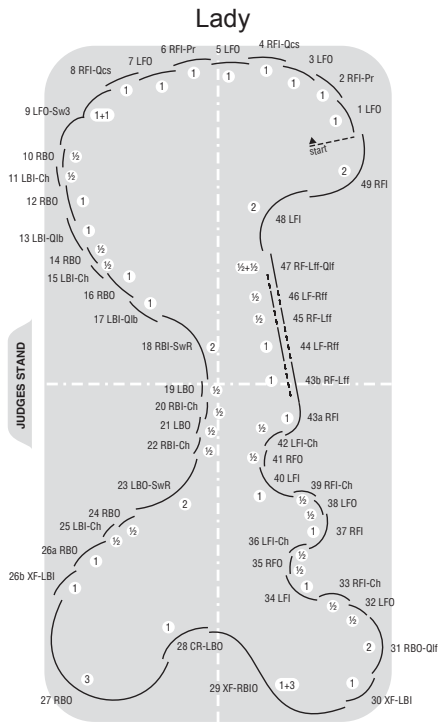 Lady
1 LFO
1
2 RFI-Pr
1
3 LFO
1
4 RFI-Qcs
1
5 LFO
1
6 RFI-Pr
1
7 LFO
1
8 RFI-Qcs
1
9 LFO-Sw3
1+1
10 RBO
½
11 LBI-Ch
½
12 RBO
1
13 LBI-QIb
1
14 RBO
½
15 LBI-Ch
½
16 RBO
1
17 LBI-QIb
1
18 RBI-SwR
2
19 LBO
½
20 RBI-Ch
½
21 LBO
½
22 RBI-Ch
½
23 LBO-SwR
2
24 RBO
½
25 LBI-Ch
½
26a RBO
1
26b XF-LBI
1
27 RBO
3
28 CR-LBO
1
29 XF-RBIO
1+3
30 XF-LBI
1
31 RBO-QIf
2
32 LFO
½
33 RFI-Ch
½
34 LFI
1
35 RFO
½
36 LFI-Ch
½
37 RFI
1
38 LFO
½
39 RFI-Ch
½
40 LFI
1
41 RFO
½
42 LFI-Ch
½
43a RFI
1
43b RF-Lff
1
44 LF-Rff
1
45 RF-Lff
½
46 LF-Rff
½
47 RF-Lff-QIf
½+½
48 LFI
2
49 RFI
2
start
JUDGES STAND